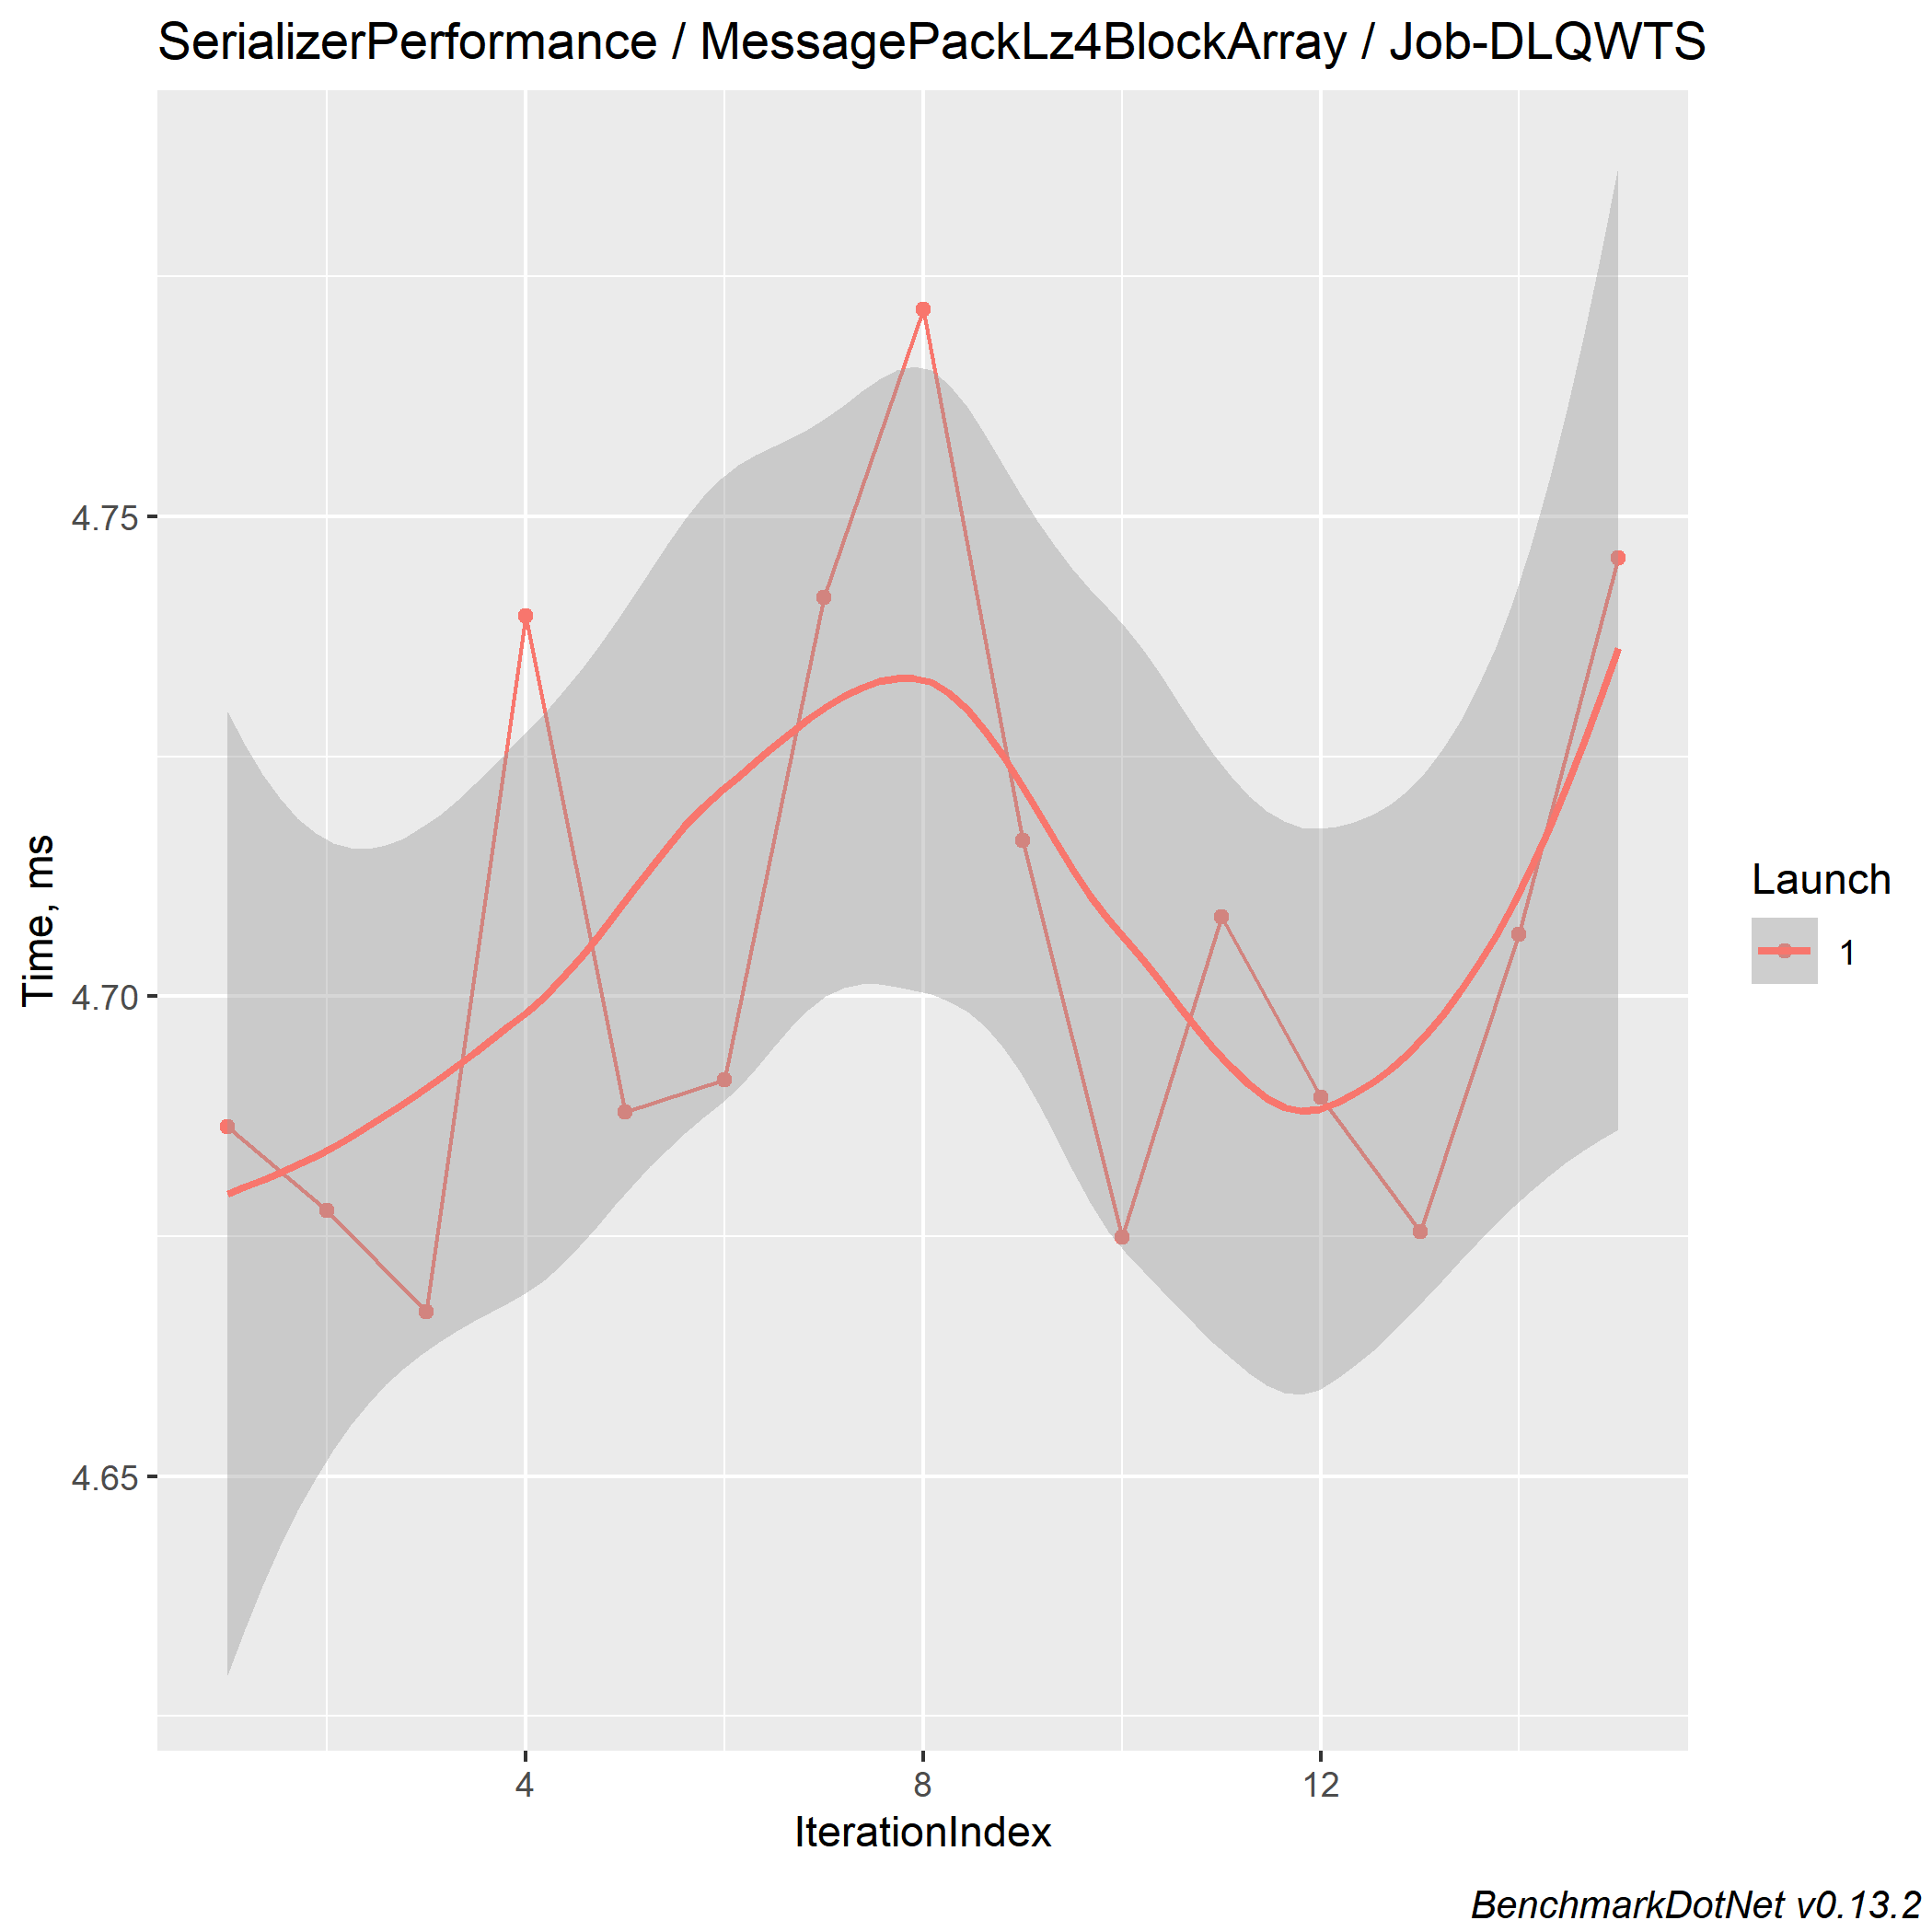 SerializerPerformance / MessagePackLz4BlockArray / Job-DLQWTS
Time, ms
4.75
4.70
4.65
4
8
12
IterationIndex
Launch
1
BenchmarkDotNet v0.13.2